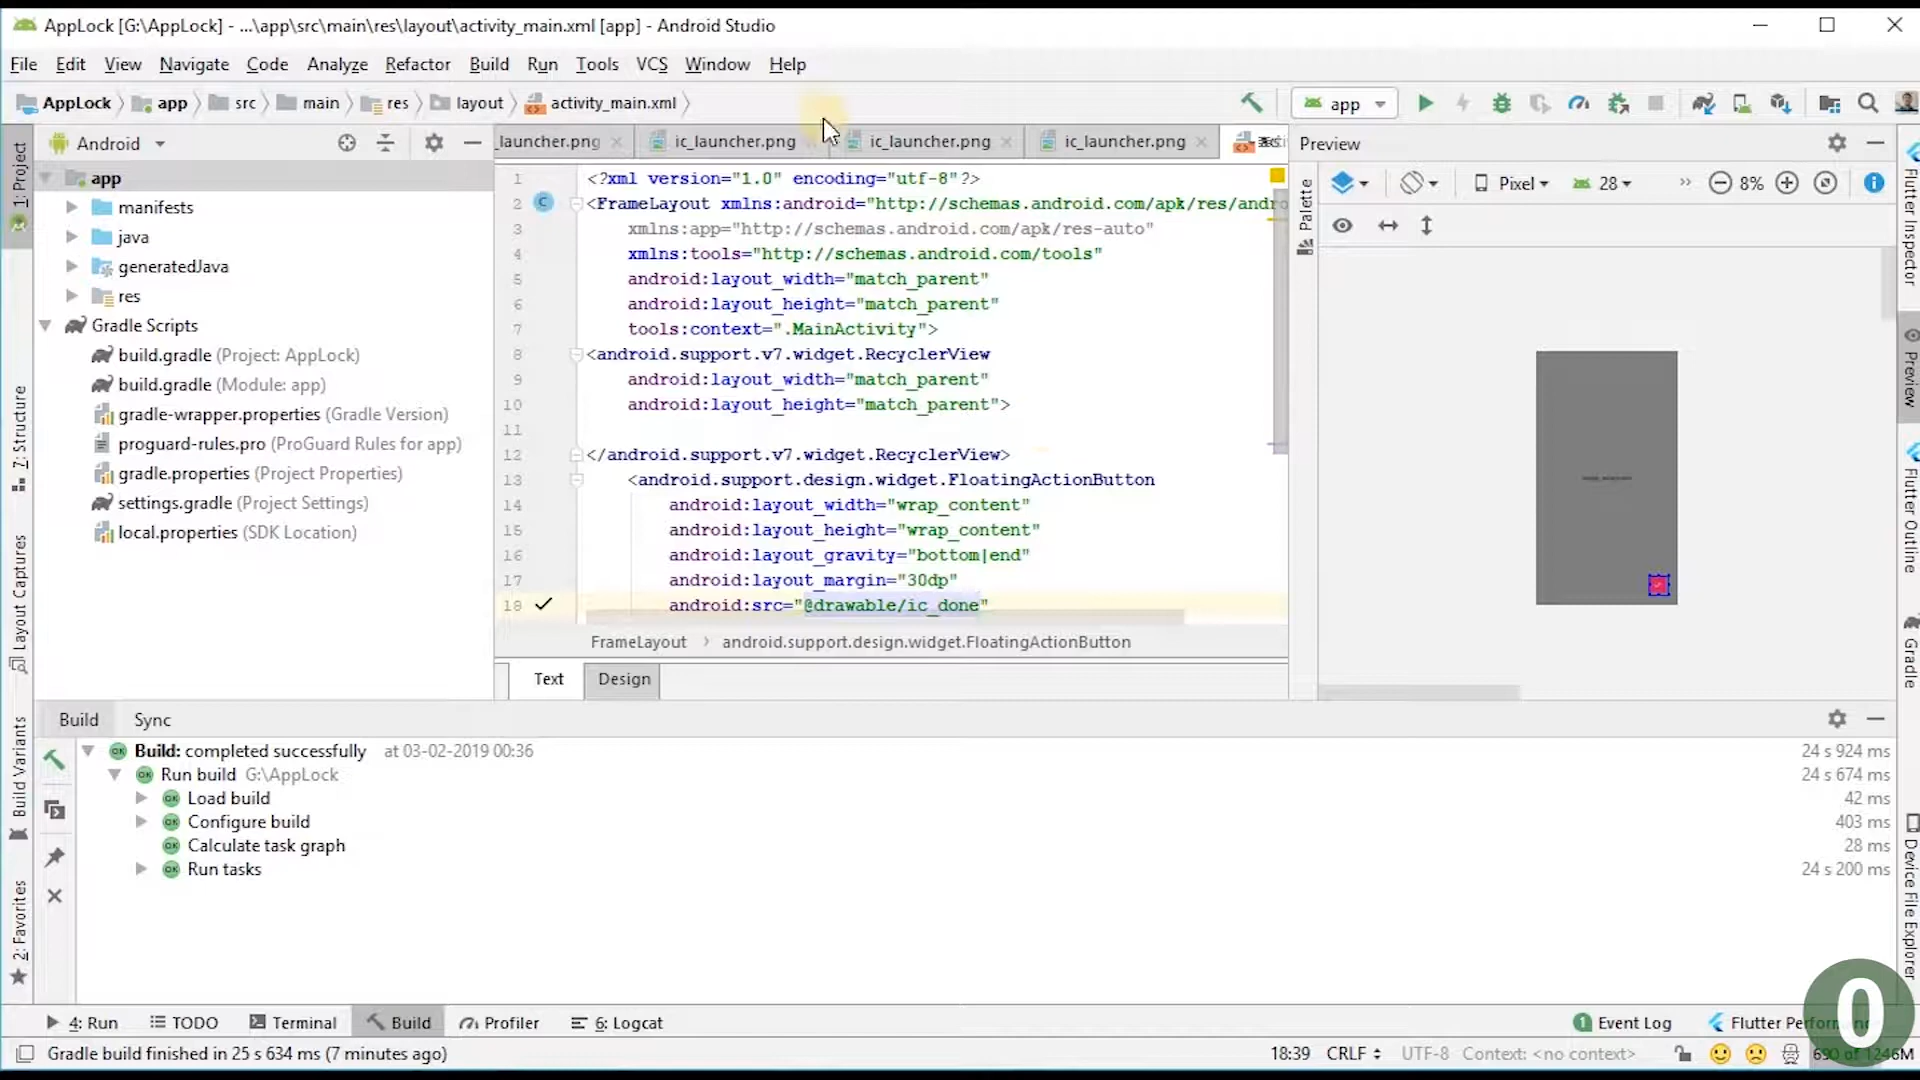 AppLock [G:\AppLock] - ...\app\src\main\res\layout\activity_main.xml [app] - Android Studio
File Edit View Navigate Code Analyze Refactor Build Run Tools VCS Window Help
AppLock app src main res layout activity_main.xml app
1: Project
Android
_launcher.png ic_launcher.png ic_launcher.png ic_launcher.png
Preview
app
manifests
java
generatedJava
res
Gradle Scripts
build.gradle (Project: AppLock)
build.gradle (Module: app)
gradle-wrapper.properties (Gradle Version)
proguard-rules.pro (ProGuard Rules for app)
gradle.properties (Project Properties)
settings.gradle (Project Settings)
local.properties (SDK Location)
1 <?xml version="1.0" encoding="utf-8"?>
2 <FrameLayout xmlns:android="http://schemas.android.com/apk/res/andro
3 xmlns:app="http://schemas.android.com/apk/res-auto"
4 xmlns:tools="http://schemas.android.com/tools"
5 android:layout_width="match_parent"
6 android:layout_height="match_parent"
7 tools:context=".MainActivity">
8 <android.support.v7.widget.RecyclerView
9 android:layout_width="match_parent"
10 android:layout_height="match_parent">
11
12 </android.support.v7.widget.RecyclerView>
13 <android.support.design.widget.FloatingActionButton
14 android:layout_width="wrap_content"
15 android:layout_height="wrap_content"
16 android:layout_gravity="bottom|end"
17 android:layout_margin="30dp"
18 android:src="@drawable/ic_done"
FrameLayout android.support.design.widget.FloatingActionButton
Text Design
Palette
Pixel 28 8%
Flutter Inspector
Preview
Flutter Outline
Gradle
Device File Explorer
7: Structure
Layout Captures
Build Variants
2: Favorites
Build Sync
Build: completed successfully at 03-02-2019 00:36 24 s 924 ms
Run build G:\AppLock 24 s 674 ms
Load build 42 ms
Configure build 403 ms
Calculate task graph 28 ms
Run tasks 24 s 200 ms
4: Run TODO Terminal Build Profiler 6: Logcat 1 Event Log Flutter Perform
Gradle build finished in 25 s 634 ms (7 minutes ago) 18:39 CRLF UTF-8 Context: <no context> 690 of 1246M
0